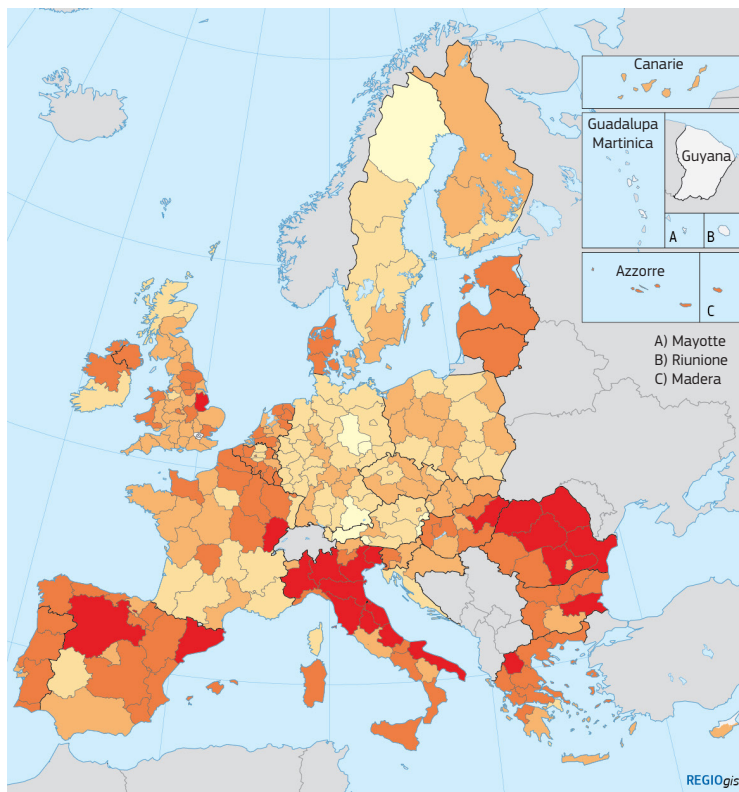 Canarie
Guadalupa
Martinica
Guyana
A
B
Azzorre
C
A) Mayotte
B) Riunione
C) Madera
REGIOgis